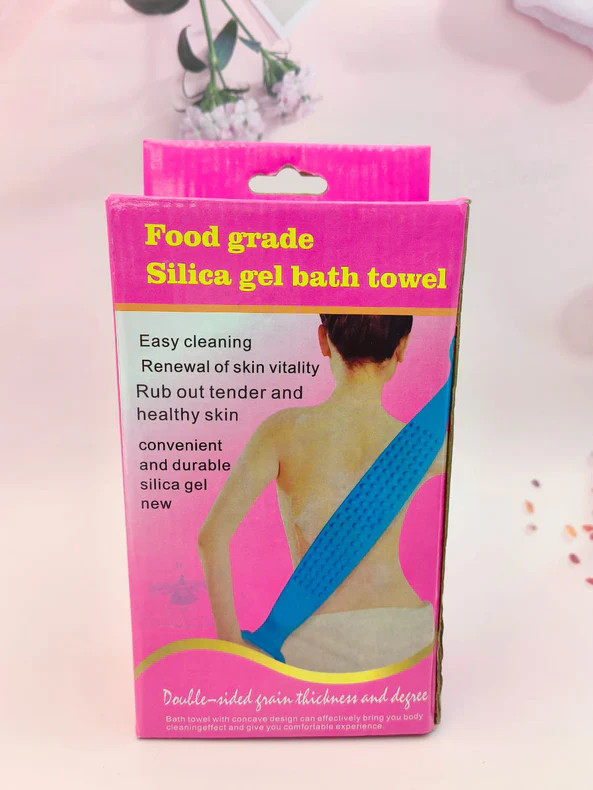 Food grade
Silica gel bath towel
Easy cleaning
Renewal of skin vitality
Rub out tender and
healthy skin
convenient
and durable
silica gel
new
Double-sided grain thickness and degree
Bath towel with concave design can effectively bring you body
cleaningeffect and give you comfortable experience.